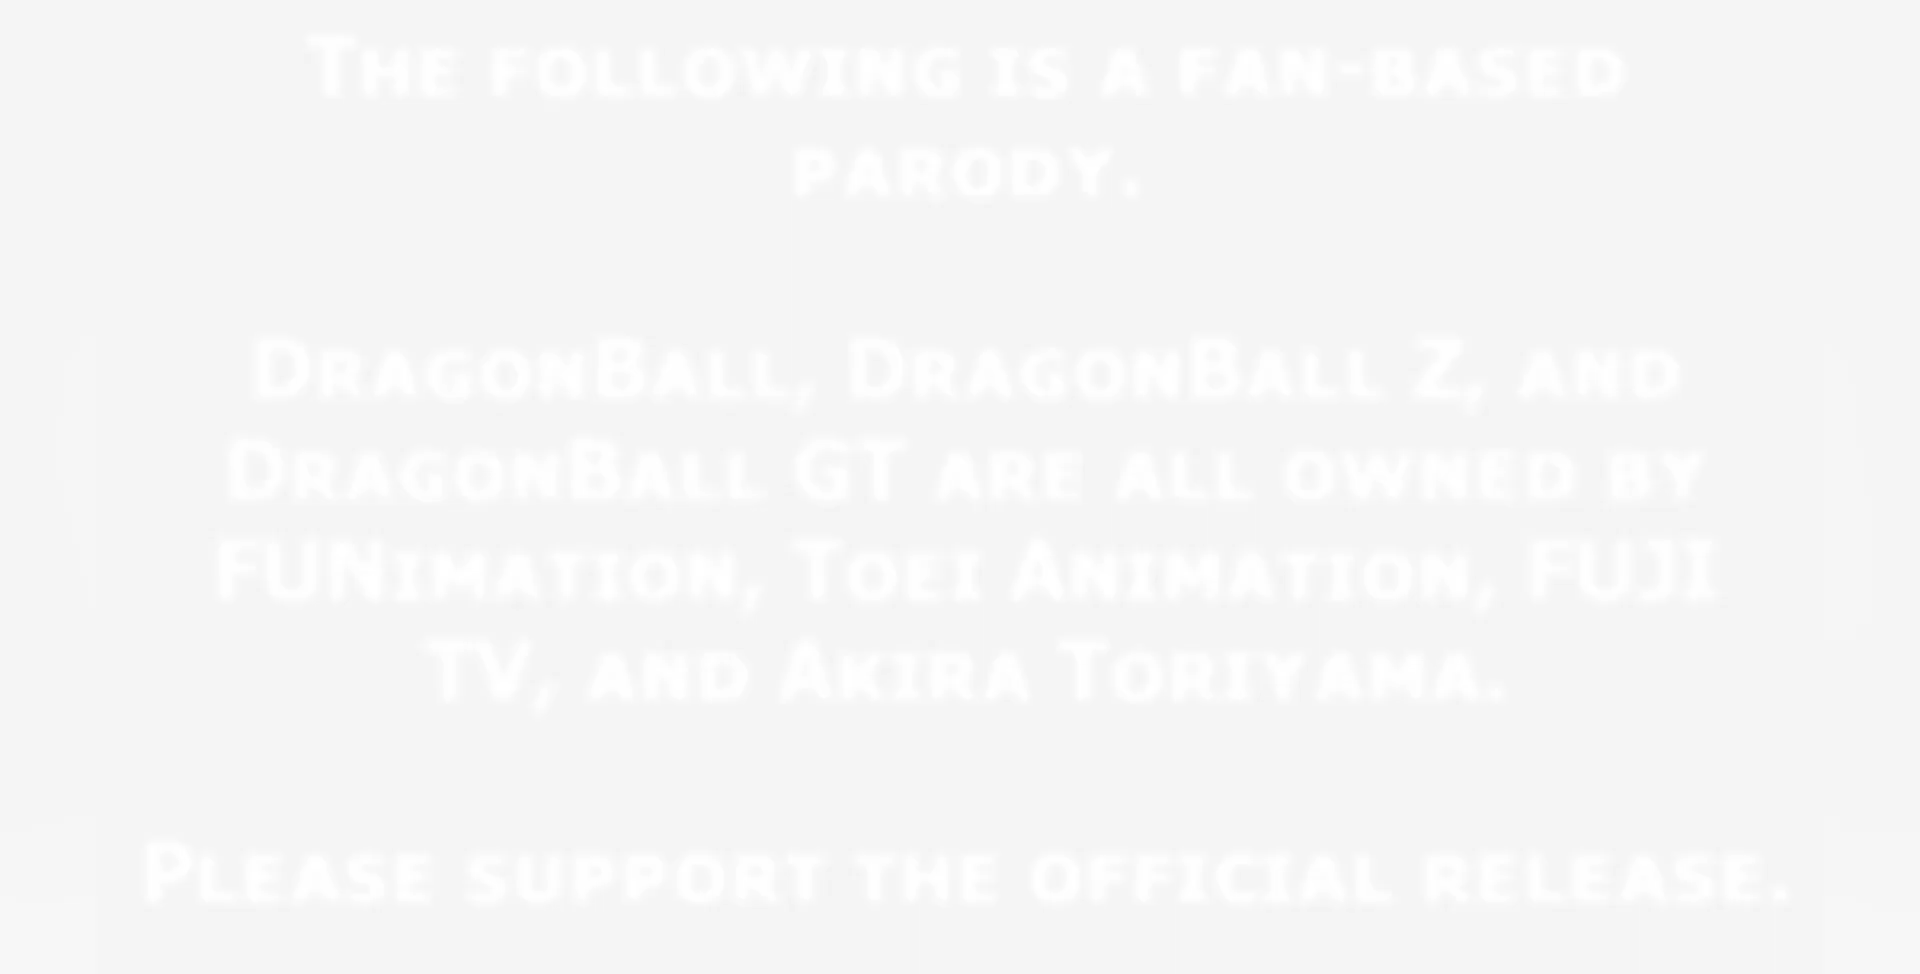 The following is a fan-based
parody.
DragonBall, DragonBall Z, and
DragonBall GT are all owned by
FUNimation, Toei Animation, FUJI
TV, and Akira Toriyama.
Please support the official release.